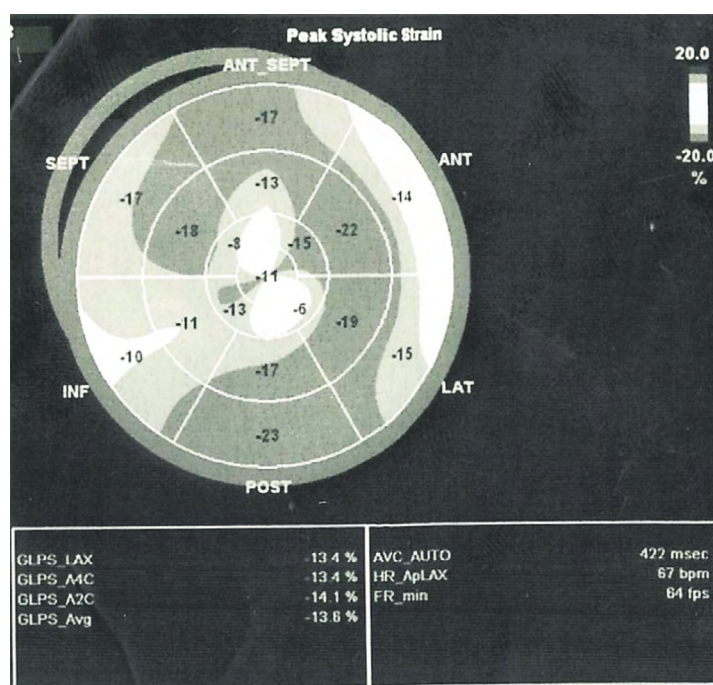 Peak Systolic Strain
20.0
ANT_SEPT
-17
SEPT
ANT
-20.0
%
-13
-17
-14
-18
-22
-8
-15
-11
-13
-6
-11
-19
-10
-15
-17
INF
LAT
-23
POST
GLPS_LAX -13.4 %
GLPS_A4C -13.4 %
GLPS_A2C -14.1 %
GLPS_Avg -13.6 %
AVC_AUTO 422 msec
HR_ApLAX 67 bpm
FR_min 64 fps